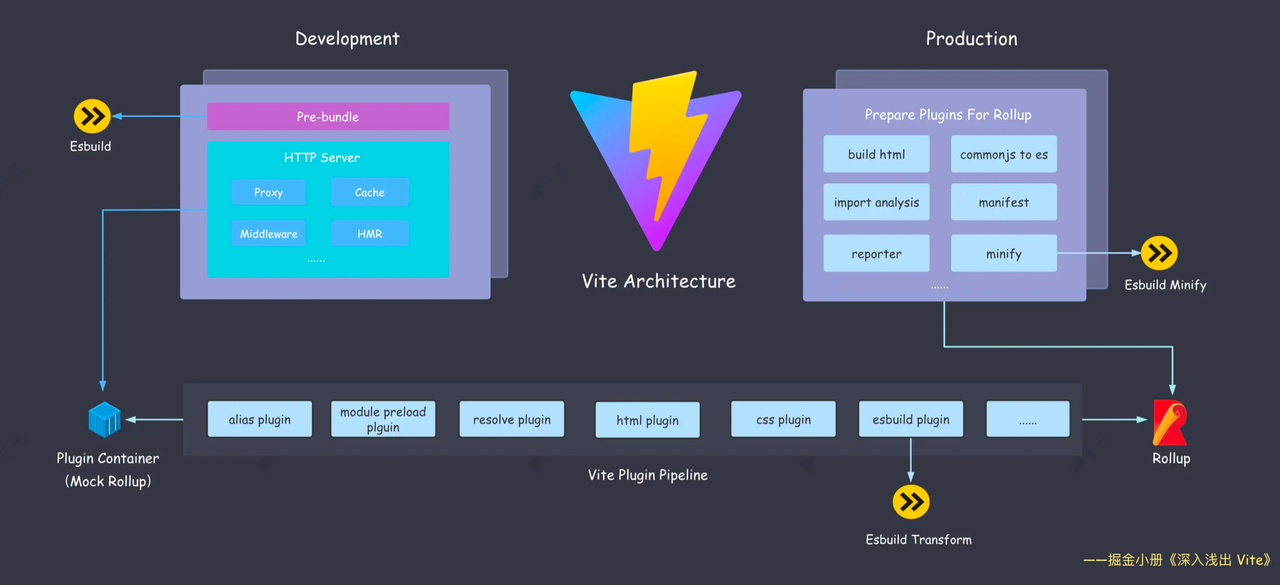 Development
Production
Esbuild
Pre-bundle
HTTP Server
Proxy
Cache
Middleware
HMR
......
Vite Architecture
Prepare Plugins For Rollup
build html
commonjs to es
import analysis
manifest
reporter
minify
......
Esbuild Minify
Plugin Container
(Mock Rollup)
alias plugin
module preload
plguin
resolve plugin
html plugin
css plugin
esbuild plugin
......
Rollup
Vite Plugin Pipeline
Esbuild Transform
——掘金小册《深入浅出 Vite》